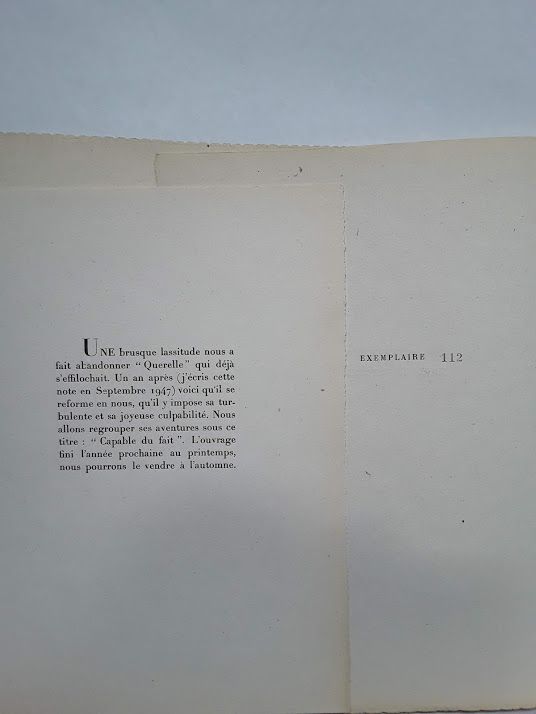 UNE brusque lassitude nous a
fait abandonner “ Querelle” qui déjà
s'effilochait. Un an après (j'écris cette
note en Septembre 1947) voici qu'il se
reforme en nous, qu'il y impose sa tur-
bulente et sa joyeuse culpabilité. Nous
allons regrouper ses aventures sous ce
titre : “ Capable du fait ”. L'ouvrage
fini l'année prochaine au printemps,
nous pourrons le vendre à l'automne.
EXEMPLAIRE 112